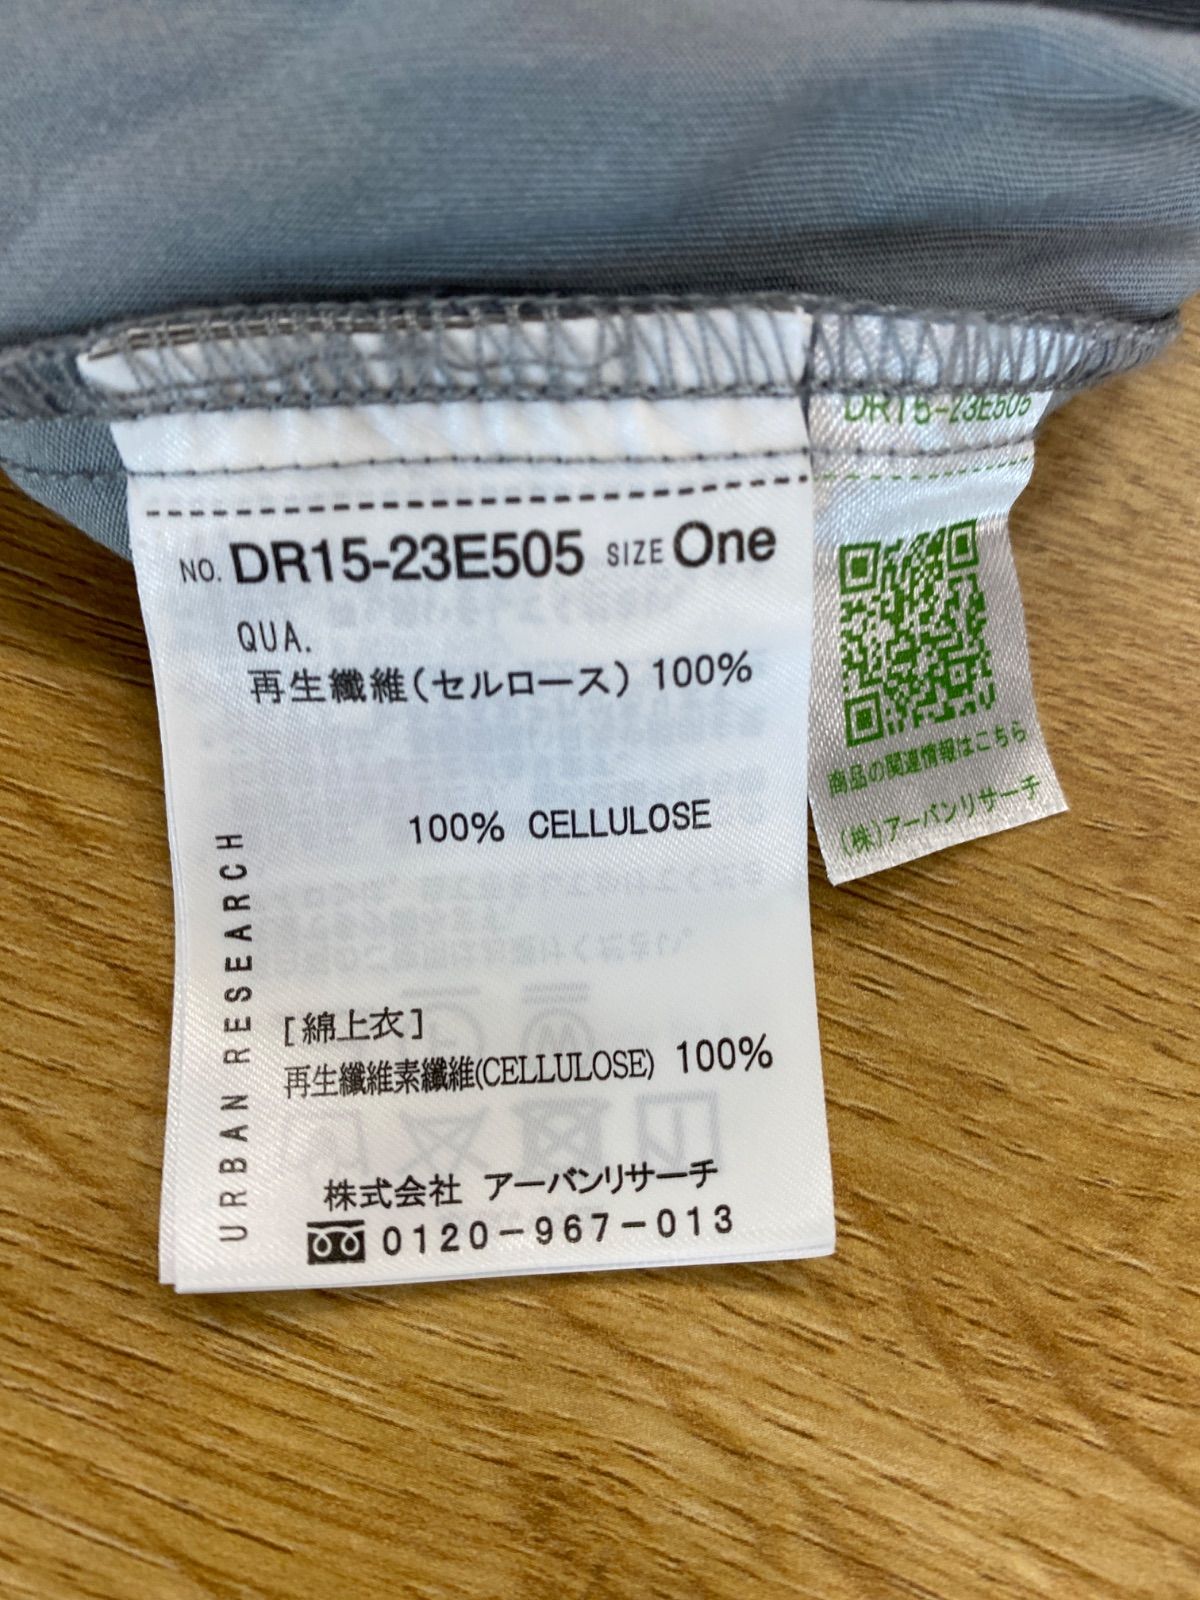 NO. DR15-23E505 SIZE One
QUA.
再生繊維(セルロース) 100%
100% CELLULOSE
URBAN RESEARCH
[綿上衣]
再生纖維素纖維(CELLULOSE) 100%
株式会社 アーバンリサーチ
0120-967-013
DR15-23E505
商品の関連情報はこちら
(株)アーバンリサーチ